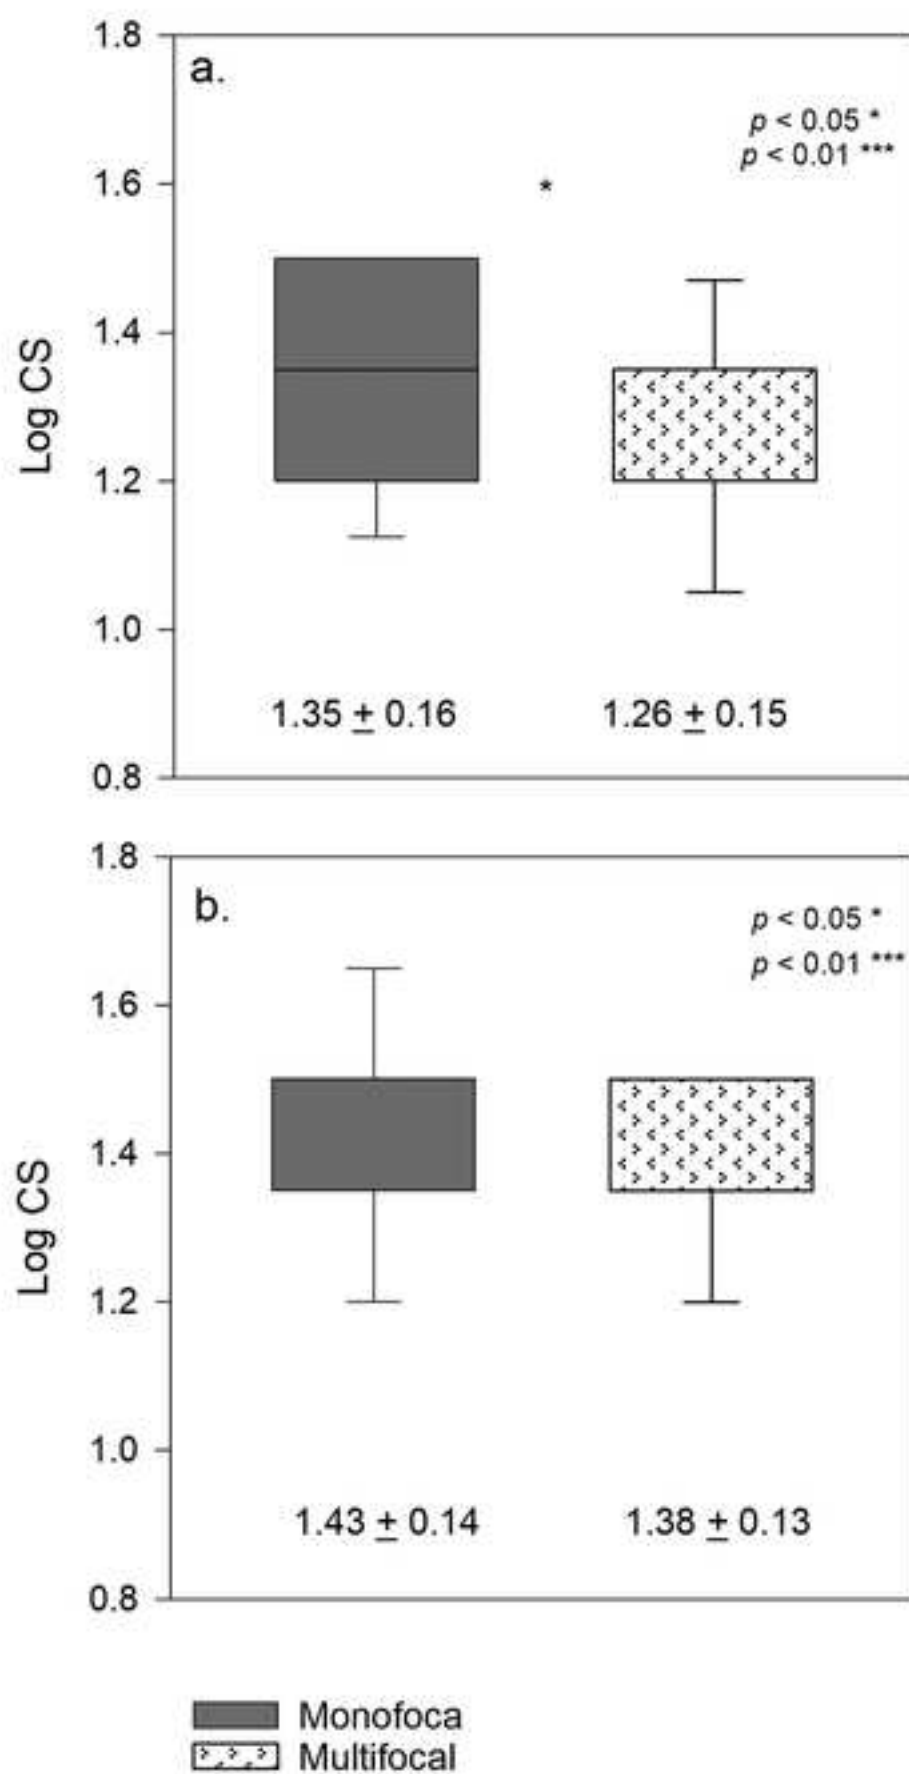 1.8
a.
p < 0.05 *
p < 0.01 ***
1.6
*
1.4
Log CS
1.2
1.0
1.35 ± 0.16
1.26 ± 0.15
0.8
1.8
b.
p < 0.05 *
p < 0.01 ***
1.6
1.4
Log CS
1.2
1.0
1.43 ± 0.14
1.38 ± 0.13
0.8
Monofoca
Multifocal